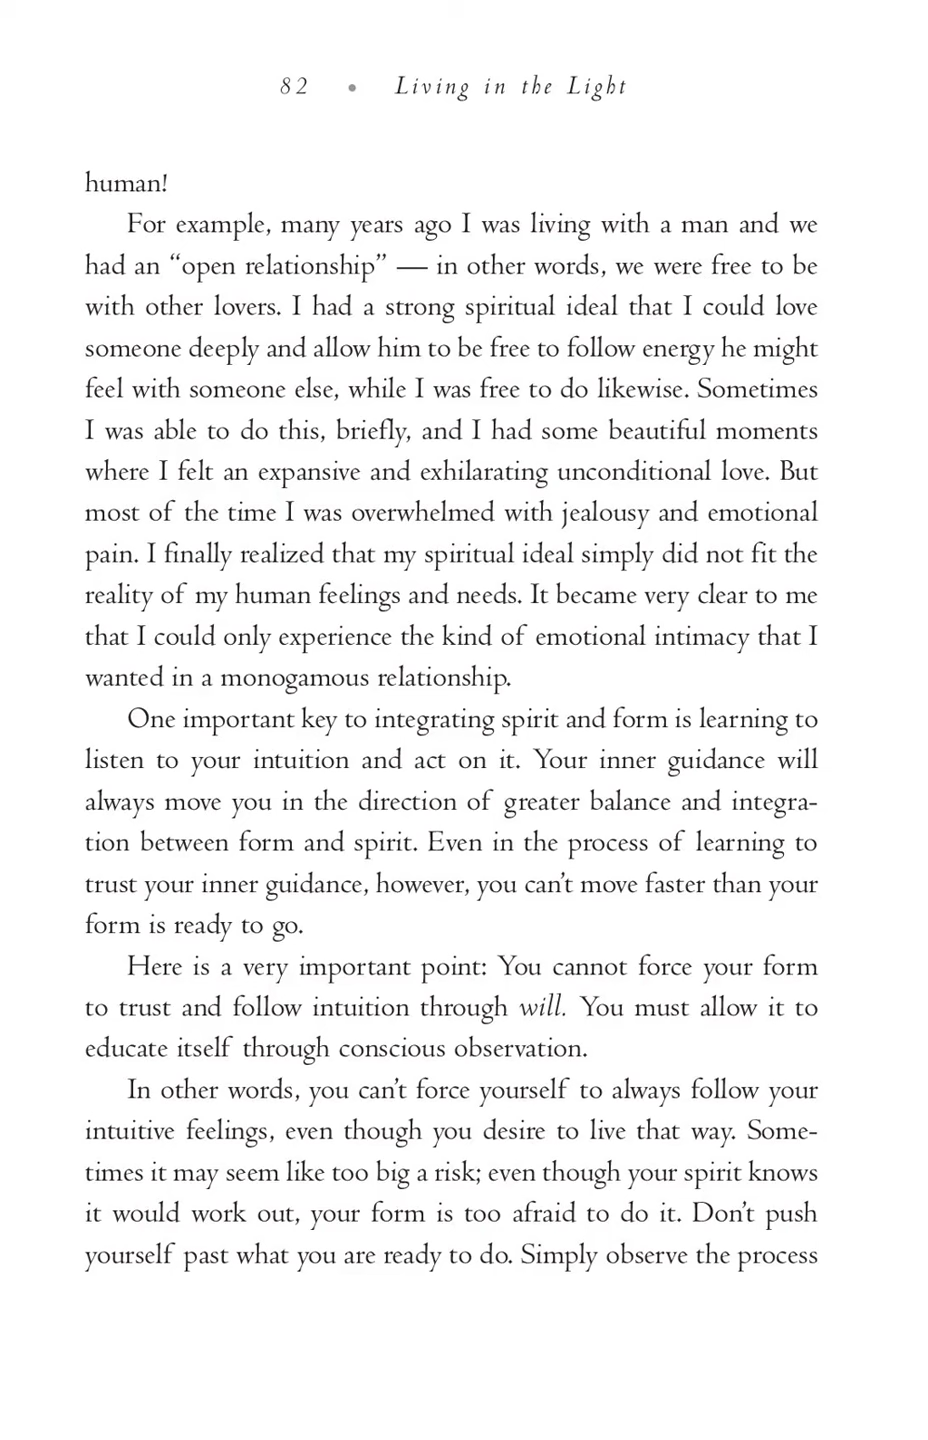 82 • Living in the Light
human!
For example, many years ago I was living with a man and we
had an “open relationship” — in other words, we were free to be
with other lovers. I had a strong spiritual ideal that I could love
someone deeply and allow him to be free to follow energy he might
feel with someone else, while I was free to do likewise. Sometimes
I was able to do this, briefly, and I had some beautiful moments
where I felt an expansive and exhilarating unconditional love. But
most of the time I was overwhelmed with jealousy and emotional
pain. I finally realized that my spiritual ideal simply did not fit the
reality of my human feelings and needs. It became very clear to me
that I could only experience the kind of emotional intimacy that I
wanted in a monogamous relationship.
One important key to integrating spirit and form is learning to
listen to your intuition and act on it. Your inner guidance will
always move you in the direction of greater balance and integra-
tion between form and spirit. Even in the process of learning to
trust your inner guidance, however, you can’t move faster than your
form is ready to go.
Here is a very important point: You cannot force your form
to trust and follow intuition through will. You must allow it to
educate itself through conscious observation.
In other words, you can’t force yourself to always follow your
intuitive feelings, even though you desire to live that way. Some-
times it may seem like too big a risk; even though your spirit knows
it would work out, your form is too afraid to do it. Don’t push
yourself past what you are ready to do. Simply observe the process